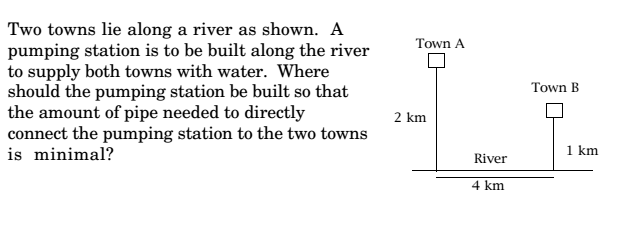 Two towns lie along a river as shown. A
pumping station is to be built along the river
to supply both towns with water. Where
should the pumping station be built so that
the amount of pipe needed to directly
connect the pumping station to the two towns
is minimal?
Town A
Town B
2 km
1 km
River
4 km